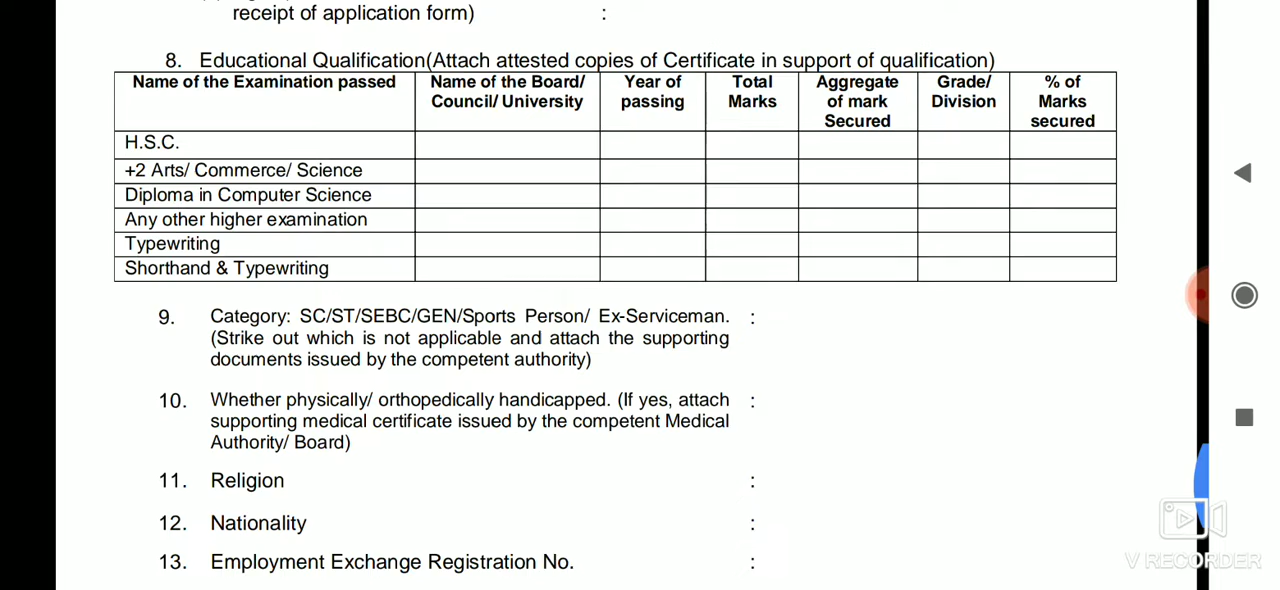 receipt of application form) :
8. Educational Qualification(Attach attested copies of Certificate in support of qualification)
Name of the Examination passed Name of the Board/ Council/ University Year of passing Total Marks Aggregate of mark Secured Grade/ Division % of Marks secured
H.S.C.
+2 Arts/ Commerce/ Science
Diploma in Computer Science
Any other higher examination
Typewriting
Shorthand & Typewriting
9. Category: SC/ST/SEBC/GEN/Sports Person/ Ex-Serviceman. :
(Strike out which is not applicable and attach the supporting
documents issued by the competent authority)
10. Whether physically/ orthopedically handicapped. (If yes, attach :
supporting medical certificate issued by the competent Medical
Authority/ Board)
11. Religion :
12. Nationality :
13. Employment Exchange Registration No. :
V RECORDER